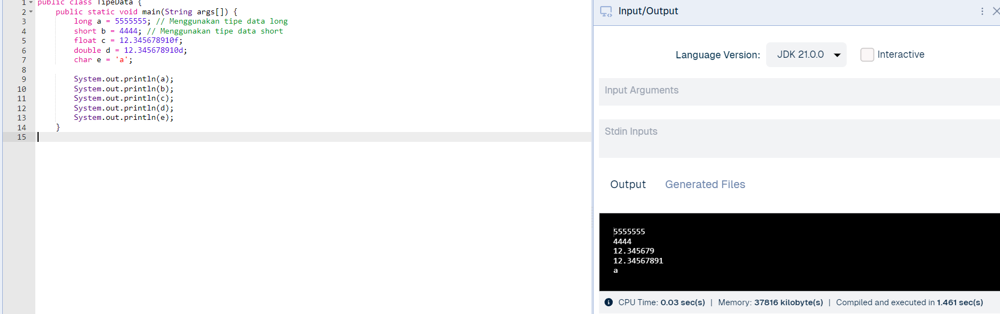 1 public class TipeData {
2 public static void main(String args[]) {
3 long a = 5555555; // Menggunakan tipe data long
4 short b = 4444; // Menggunakan tipe data short
5 float c = 12.345678910f;
6 double d = 12.345678910d;
7 char e = 'a';
8
9 System.out.println(a);
10 System.out.println(b);
11 System.out.println(c);
12 System.out.println(d);
13 System.out.println(e);
14 }
15
Input/Output
Language Version: JDK 21.0.0 Interactive
Input Arguments
Stdin Inputs
Output Generated Files
5555555
4444
12.345679
12.34567891
a
CPU Time: 0.03 sec(s) | Memory: 37816 kilobyte(s) | Compiled and executed in 1.461 sec(s)